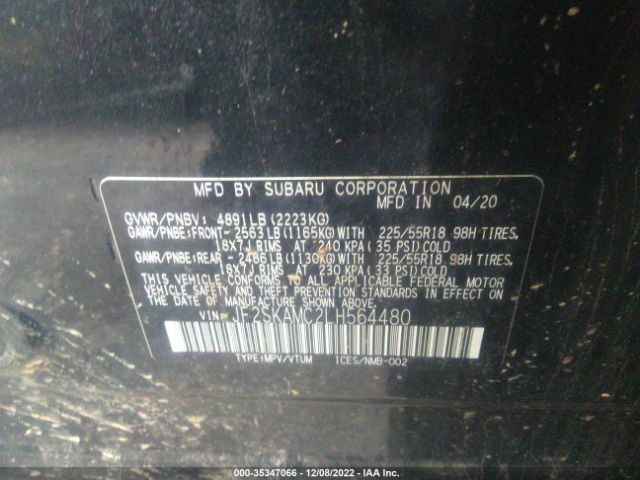 MFD BY SUBARU CORPORATION
MFD IN 04/20
GVWR/PNBV: 4891LB(2223KG)
GAWR/PNBE:FRONT-2563LB(1165KG)WITH 225/55R18 98H TIRES,
18X7J RIMS AT 240 KPA(35 PSI)COLD
GAWR/PNBE:REAR -2486LB(1130KG)WITH 225/55R18 98H TIRES,
18X7J RIMS AT 230 KPA(33 PSI)COLD
THIS VEHICLE CONFORMS TO ALL APPLICABLE FEDERAL MOTOR
VEHICLE SAFETY AND THEFT PREVENTION STANDARDS IN EFFECT
ON THE DATE OF MANUFACTURE SHOWN ABOVE.
VIN: JF2SKAMC2LH564480
TYPE:MPV/VTUM ICES/NMB-002
000-35347066 - 12/08/2022 - IAA Inc.